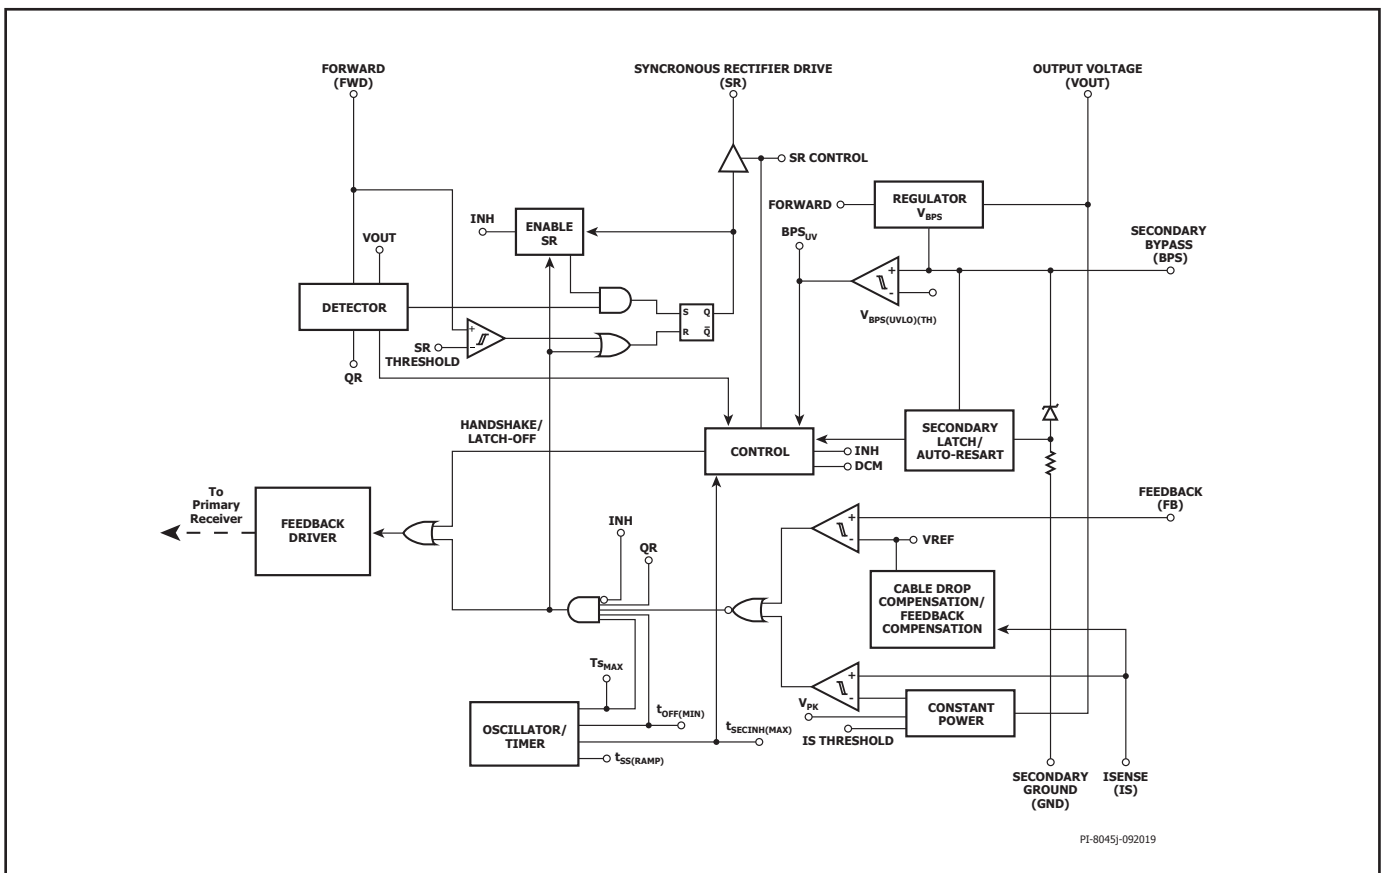 FORWARD
(FWD)
SYNCRONOUS RECTIFIER DRIVE
(SR)
OUTPUT VOLTAGE
(VOUT)
SR CONTROL
FORWARD
REGULATOR
VBPS
INH
ENABLE
SR
VOUT
BPSUV
SECONDARY
BYPASS
(BPS)
+
-
VBPS(UVLO)(TH)
DETECTOR
S Q
R Q̅
+
-
SR
THRESHOLD
QR
HANDSHAKE/
LATCH-OFF
CONTROL
INH
DCM
SECONDARY
LATCH/
AUTO-RESART
To
Primary
Receiver
FEEDBACK
DRIVER
INH
QR
+
-
VREF
FEEDBACK
(FB)
CABLE DROP
COMPENSATION/
FEEDBACK
COMPENSATION
TsMAX
+
-
OSCILLATOR/
TIMER
tOFF(MIN)
tSECINH(MAX)
tSS(RAMP)
VPK
IS THRESHOLD
CONSTANT
POWER
SECONDARY
GROUND
(GND)
ISENSE
(IS)
PI-8045j-092019